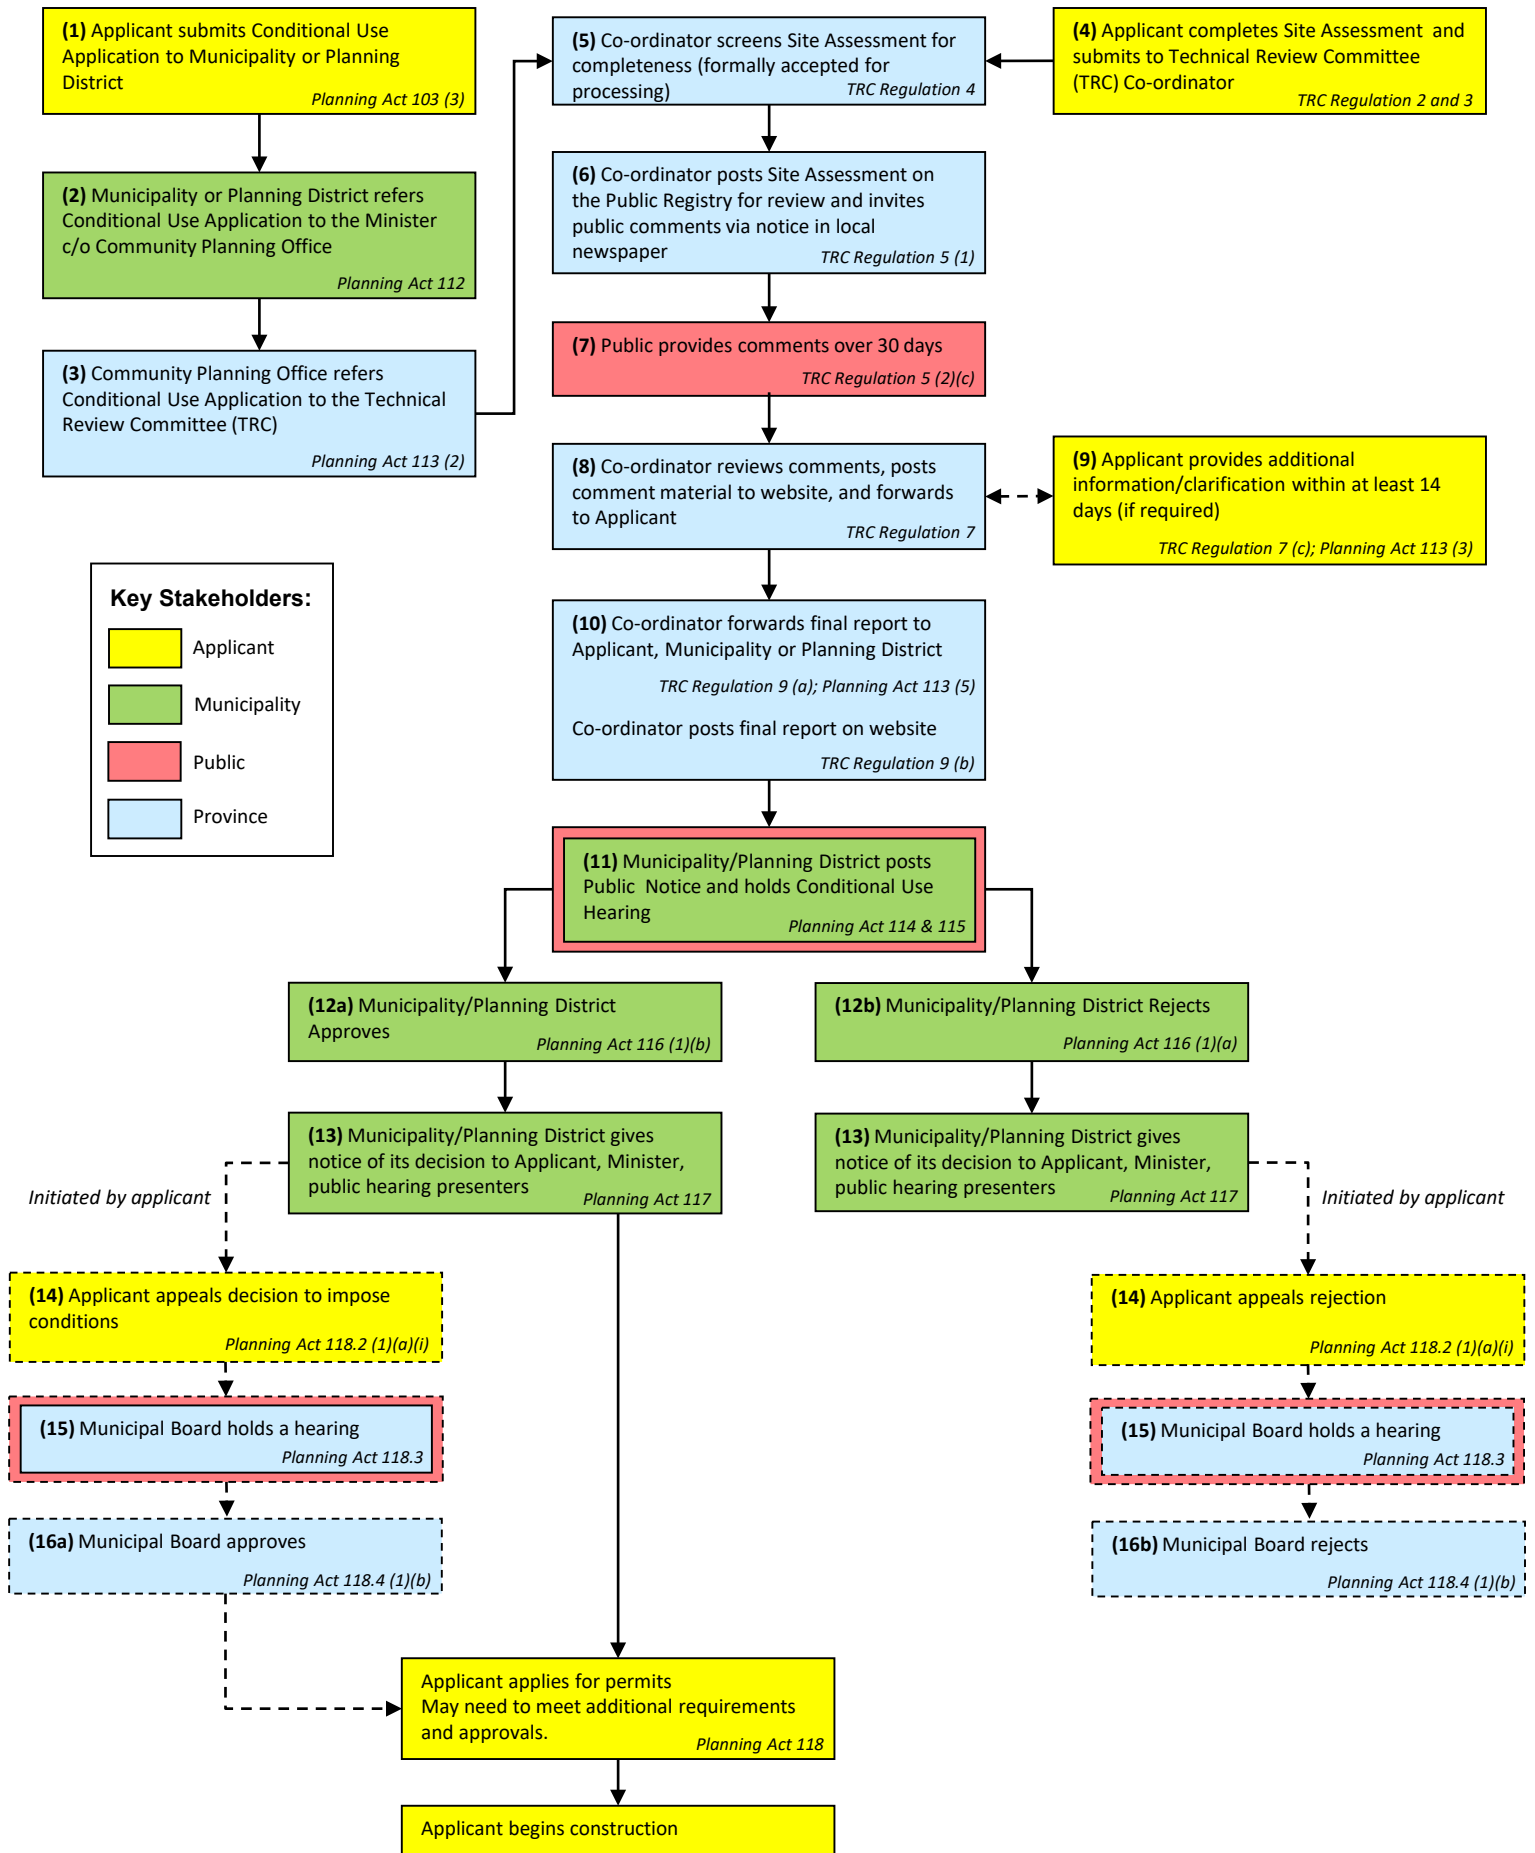 (1) Applicant submits Conditional Use
Application to Municipality or Planning
District
Planning Act 103 (3)
(5) Co-ordinator screens Site Assessment for
completeness (formally accepted for
processing)
TRC Regulation 4
(4) Applicant completes Site Assessment and
submits to Technical Review Committee
(TRC) Co-ordinator
TRC Regulation 2 and 3
(2) Municipality or Planning District refers
Conditional Use Application to the Minister
c/o Community Planning Office
Planning Act 112
(6) Co-ordinator posts Site Assessment on
the Public Registry for review and invites
public comments via notice in local
newspaper
TRC Regulation 5 (1)
(3) Community Planning Office refers
Conditional Use Application to the Technical
Review Committee (TRC)
Planning Act 113 (2)
(7) Public provides comments over 30 days
TRC Regulation 5 (2)(c)
(8) Co-ordinator reviews comments, posts
comment material to website, and forwards
to Applicant
TRC Regulation 7
(9) Applicant provides additional
information/clarification within at least 14
days (if required)
TRC Regulation 7 (c); Planning Act 113 (3)
Key Stakeholders:
Applicant
Municipality
Public
Province
(10) Co-ordinator forwards final report to
Applicant, Municipality or Planning District
TRC Regulation 9 (a); Planning Act 113 (5)
Co-ordinator posts final report on website
TRC Regulation 9 (b)
(11) Municipality/Planning District posts
Public Notice and holds Conditional Use
Hearing
Planning Act 114 & 115
(12a) Municipality/Planning District
Approves
Planning Act 116 (1)(b)
(12b) Municipality/Planning District Rejects
Planning Act 116 (1)(a)
(13) Municipality/Planning District gives
notice of its decision to Applicant, Minister,
public hearing presenters
Planning Act 117
(13) Municipality/Planning District gives
notice of its decision to Applicant, Minister,
public hearing presenters
Planning Act 117
Initiated by applicant
Initiated by applicant
(14) Applicant appeals decision to impose
conditions
Planning Act 118.2 (1)(a)(i)
(14) Applicant appeals rejection
Planning Act 118.2 (1)(a)(i)
(15) Municipal Board holds a hearing
Planning Act 118.3
(15) Municipal Board holds a hearing
Planning Act 118.3
(16a) Municipal Board approves
Planning Act 118.4 (1)(b)
(16b) Municipal Board rejects
Planning Act 118.4 (1)(b)
Applicant applies for permits
May need to meet additional requirements
and approvals.
Planning Act 118
Applicant begins construction